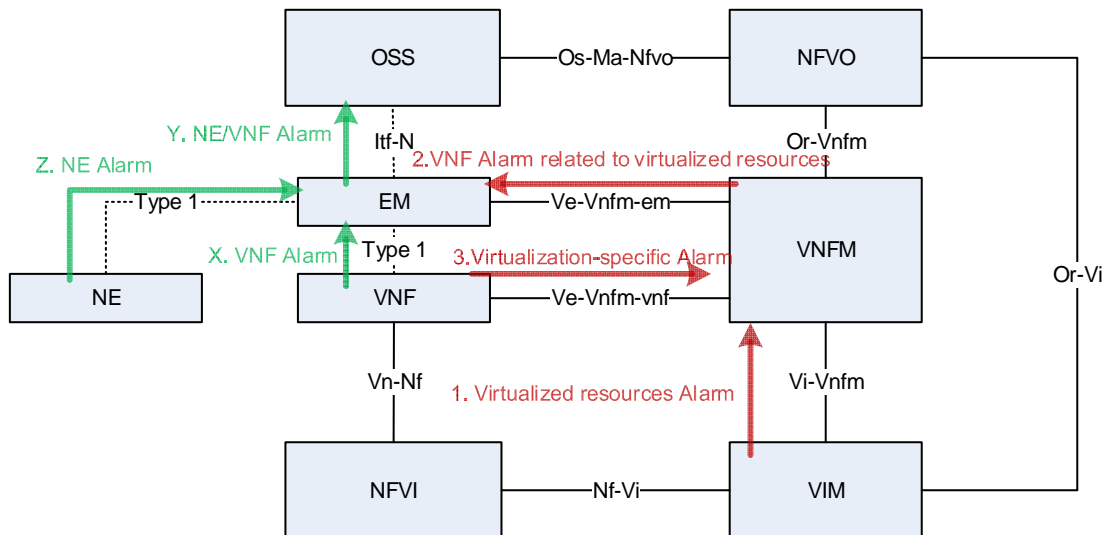 OSS
Os-Ma-Nfvo
NFVO
Y. NE/VNF Alarm
Itf-N
Or-Vnfm
Z. NE Alarm
2.VNF Alarm related to virtualized resources
Type 1
EM
Ve-Vnfm-em
X. VNF Alarm
Type 1
3.Virtualization-specific Alarm
VNFM
Or-Vi
NE
VNF
Ve-Vnfm-vnf
Vn-Nf
1. Virtualized resources Alarm
Vi-Vnfm
NFVI
Nf-Vi
VIM